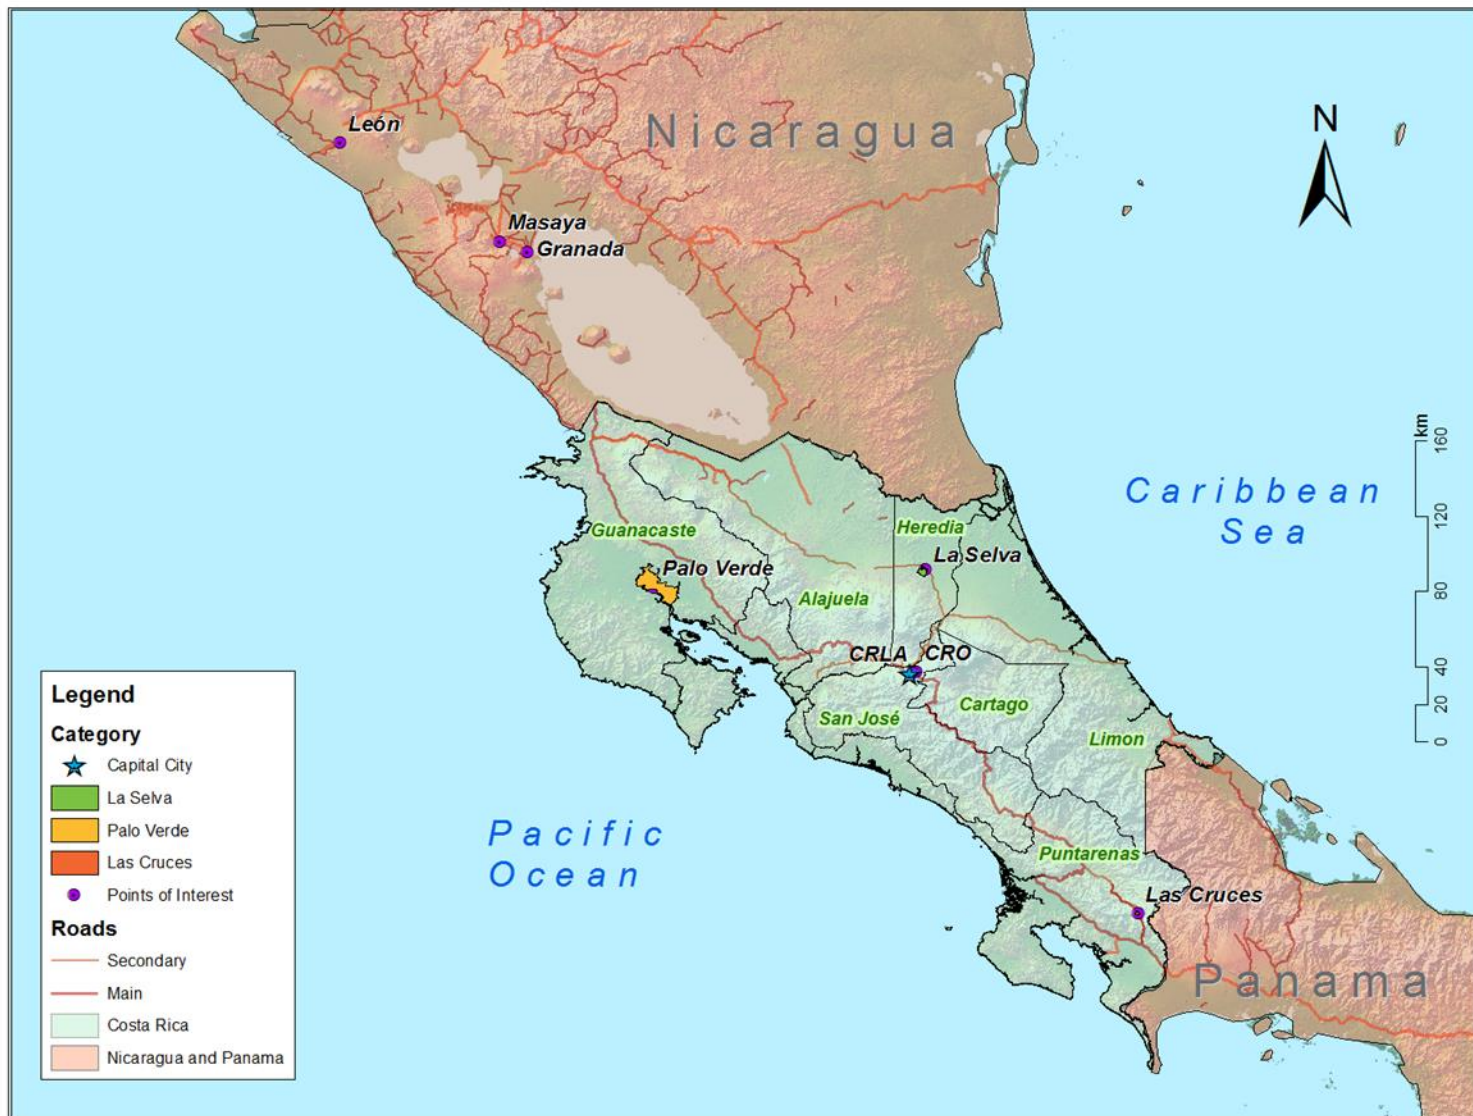 León
Nicaragua
N
Masaya
Granada
km
160
120
80
40
20
0
Caribbean
Sea
Guanacaste
Heredia
La Selva
Palo Verde
Alajuela
CRLA
CRO
Cartago
San José
Limon
Pacific
Ocean
Puntarenas
Las Cruces
Panama
Legend
Category
Capital City
La Selva
Palo Verde
Las Cruces
Points of Interest
Roads
Secondary
Main
Costa Rica
Nicaragua and Panama